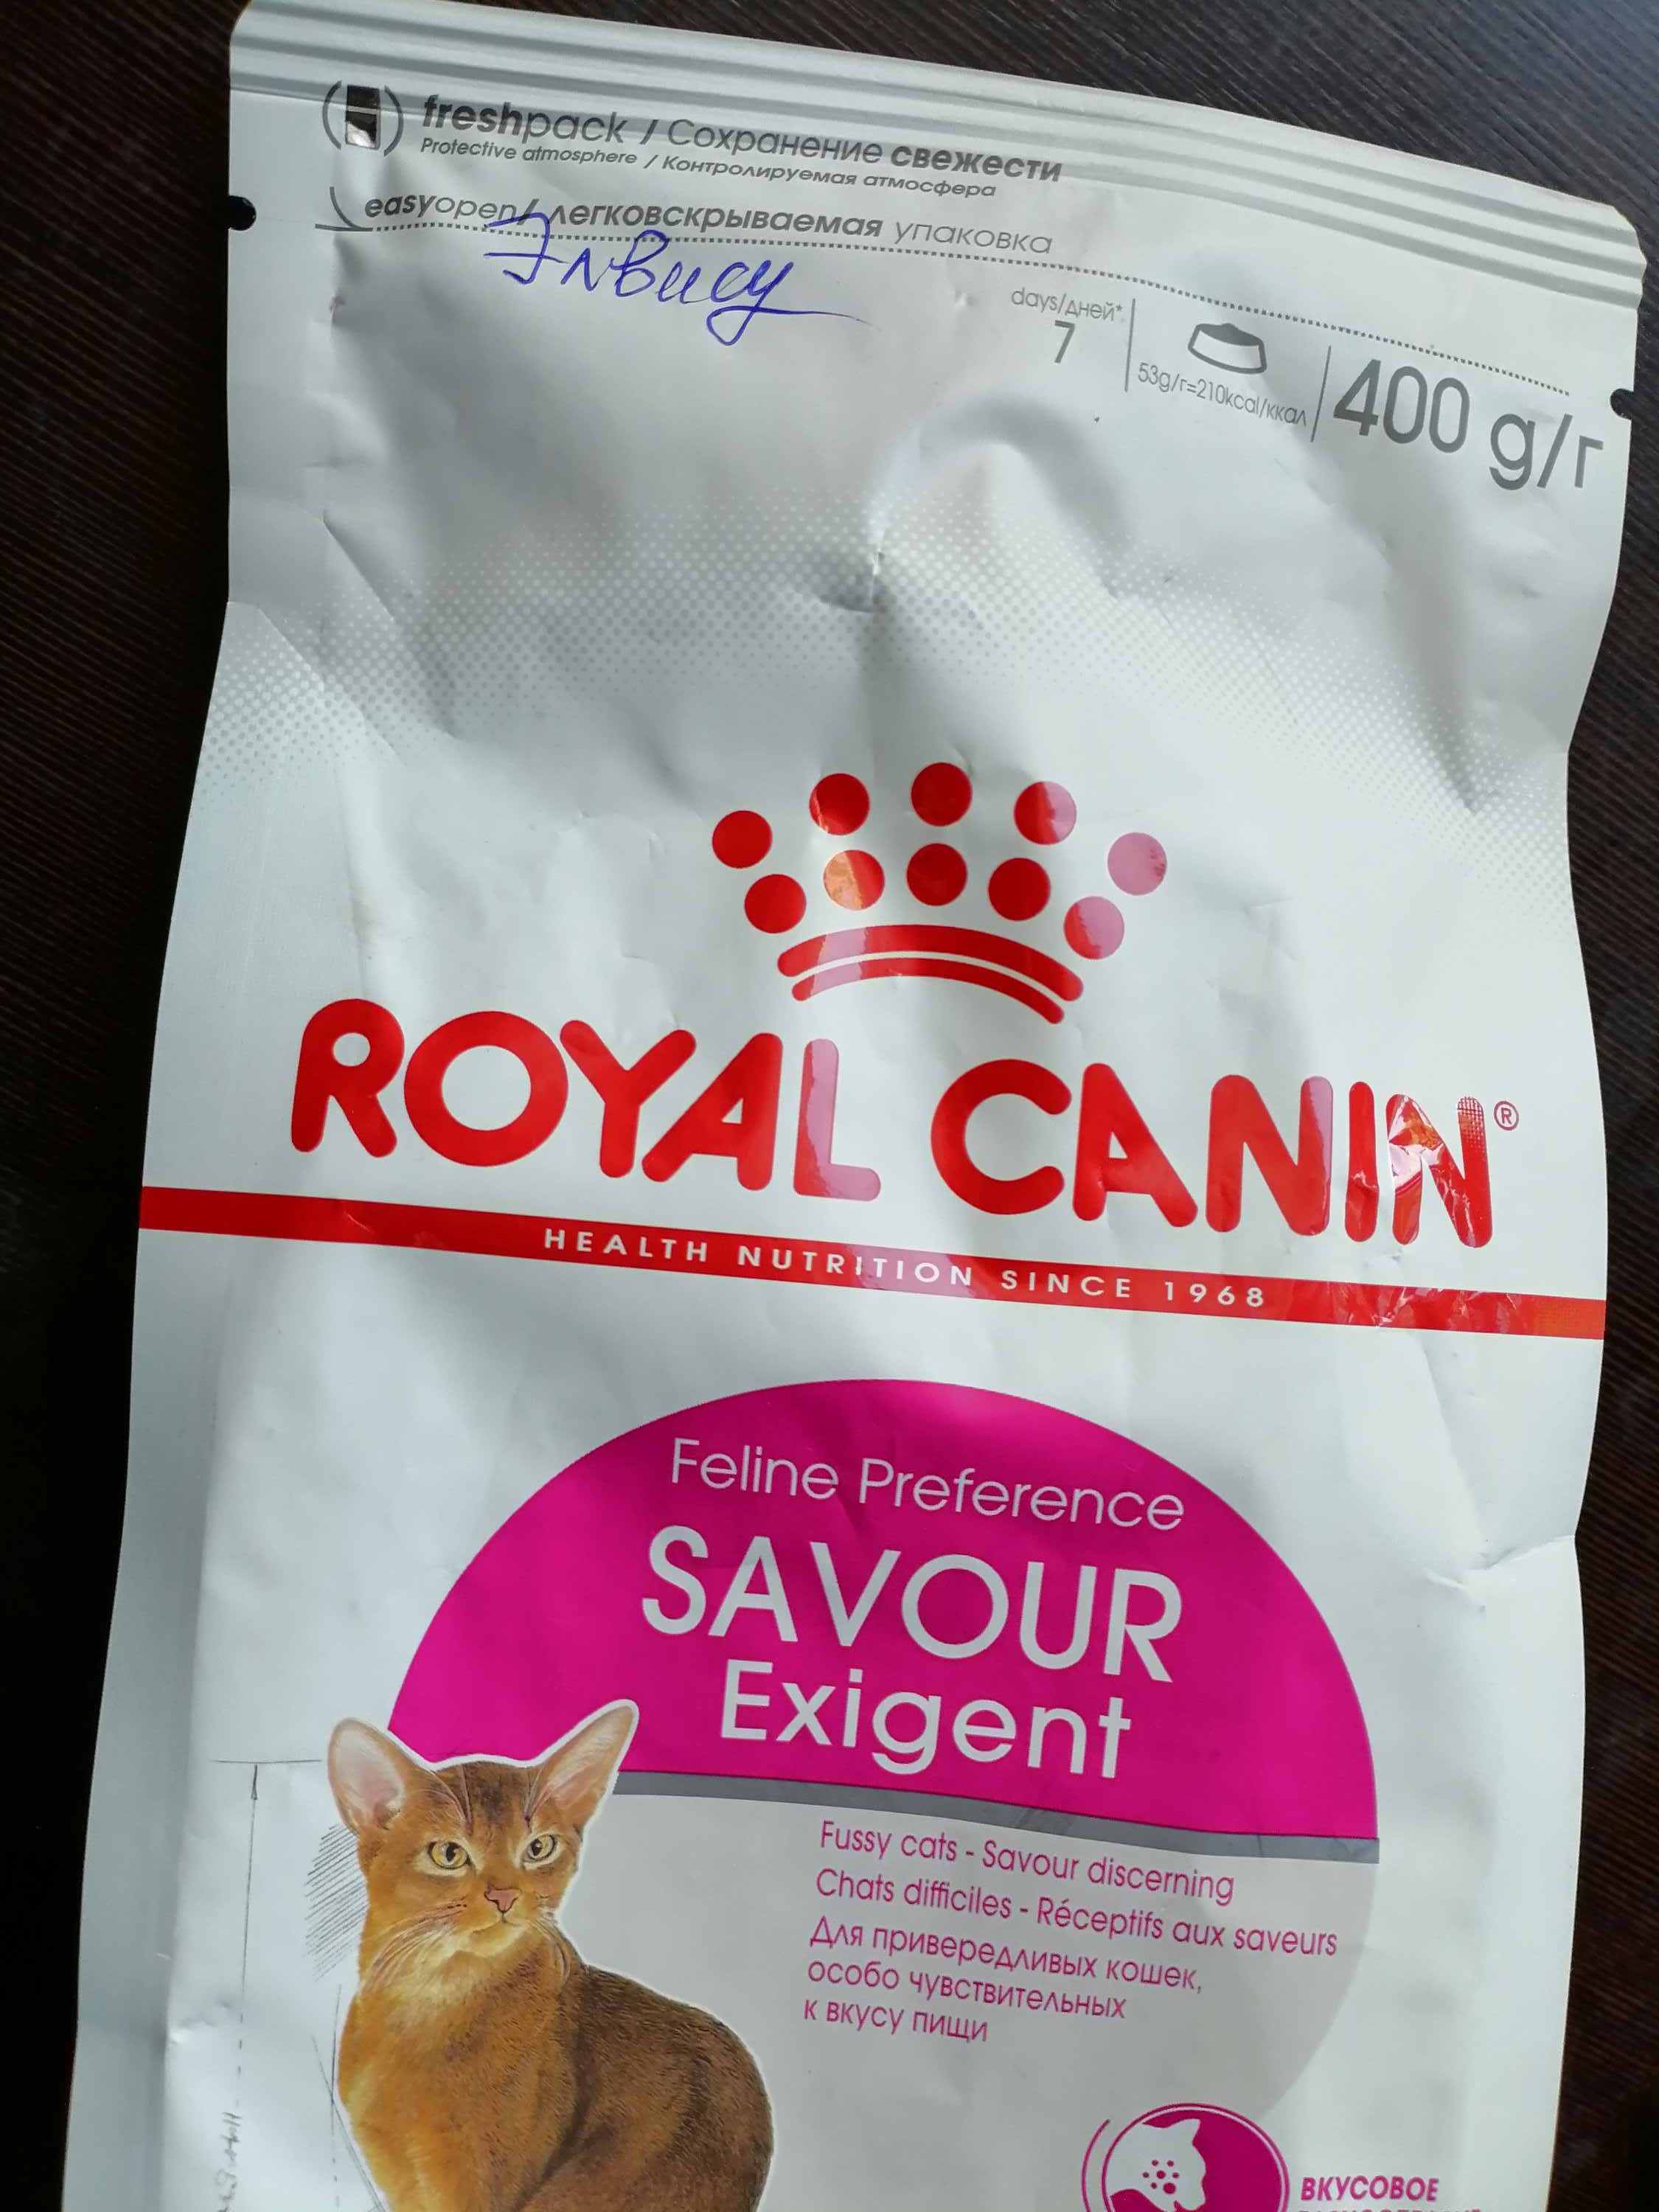 freshpack / Сохранение свежести
Protective atmosphere / Контролируемая атмосфера
easyopen / легковскрываемая упаковка
Элвису
days/дней*
7
53g/г=210kcal/ккал
400 g/г
ROYAL CANIN®
HEALTH NUTRITION SINCE 1968
Feline Preference
SAVOUR
Exigent
Fussy cats - Savour discerning
Chats difficiles - Réceptifs aux saveurs
Для привередливых кошек,
особо чувствительных
к вкусу пищи
ВКУСОВОЕ